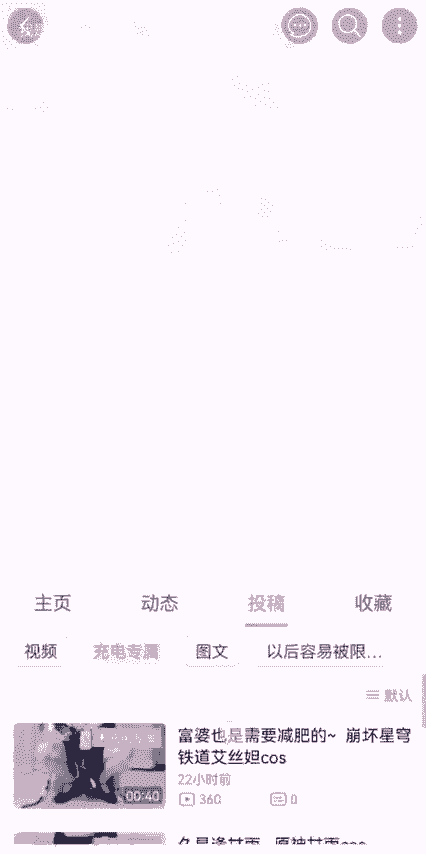 主页 动态 投稿 收藏
视频 充电专属 图文 以后容易被限...
默认
富婆也是需要减肥的~ 崩坏星穹
铁道艾丝妲cos
22小时前
360 0
00:40